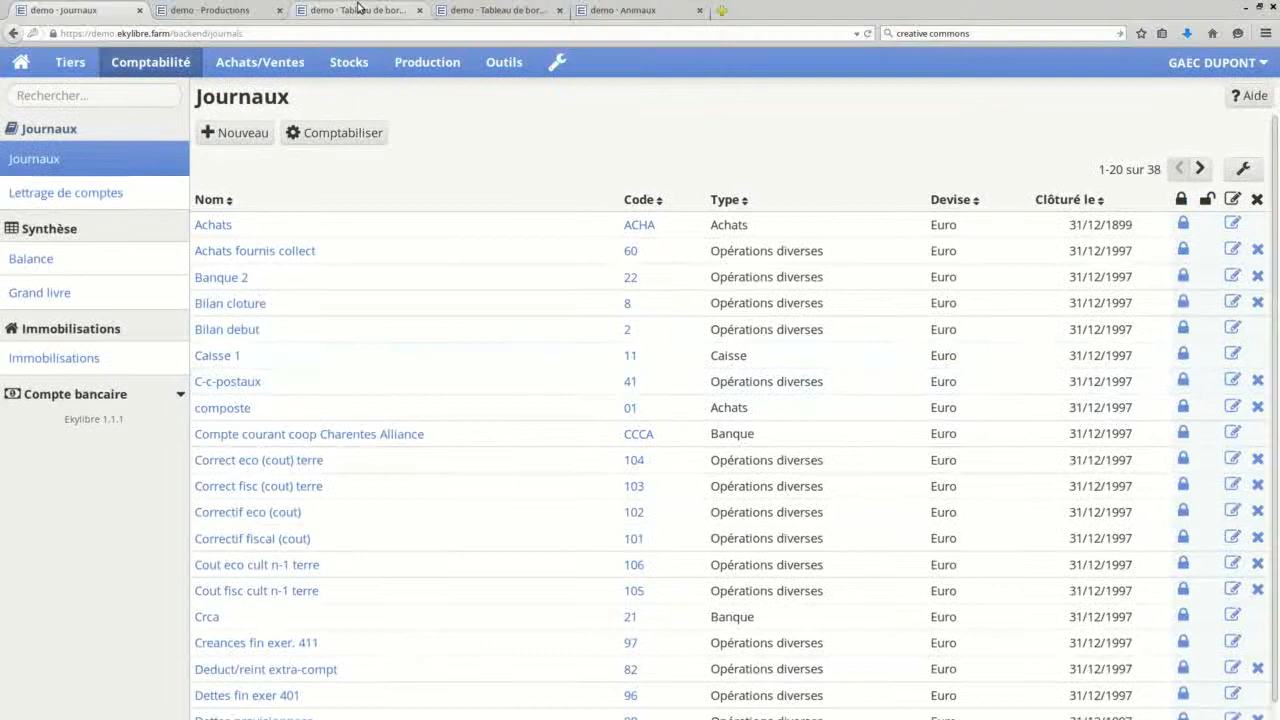 demo - Journaux
demo - Productions
demo - Tableau de bor...
demo - Tableau de bor...
demo - Animaux
https://demo.ekylibre.farm/backend/journals
creative commons
Tiers
Comptabilité
Achats/Ventes
Stocks
Production
Outils
GAEC DUPONT
Rechercher...
Journaux
Journaux
Lettrage de comptes
Synthèse
Balance
Grand livre
Immobilisations
Immobilisations
Compte bancaire
Ekylibre 1.1.1
Journaux
? Aide
Nouveau
Comptabiliser
1-20 sur 38
Nom Code Type Devise Clôturé le
Achats ACHA Achats Euro 31/12/1899
Achats fournis collect 60 Opérations diverses Euro 31/12/1997
Banque 2 22 Opérations diverses Euro 31/12/1997
Bilan cloture 8 Opérations diverses Euro 31/12/1997
Bilan debut 2 Opérations diverses Euro 31/12/1997
Caisse 1 11 Caisse Euro 31/12/1997
C-c-postaux 41 Opérations diverses Euro 31/12/1997
composte 01 Achats Euro 31/12/1997
Compte courant coop Charentes Alliance CCCA Banque Euro 31/12/1997
Correct eco (cout) terre 104 Opérations diverses Euro 31/12/1997
Correct fisc (cout) terre 103 Opérations diverses Euro 31/12/1997
Correctif eco (cout) 102 Opérations diverses Euro 31/12/1997
Correctif fiscal (cout) 101 Opérations diverses Euro 31/12/1997
Cout eco cult n-1 terre 106 Opérations diverses Euro 31/12/1997
Cout fisc cult n-1 terre 105 Opérations diverses Euro 31/12/1997
Crca 21 Banque Euro 31/12/1997
Creances fin exer. 411 97 Opérations diverses Euro 31/12/1997
Deduct/reint extra-compt 82 Opérations diverses Euro 31/12/1997
Dettes fin exer 401 96 Opérations diverses Euro 31/12/1997